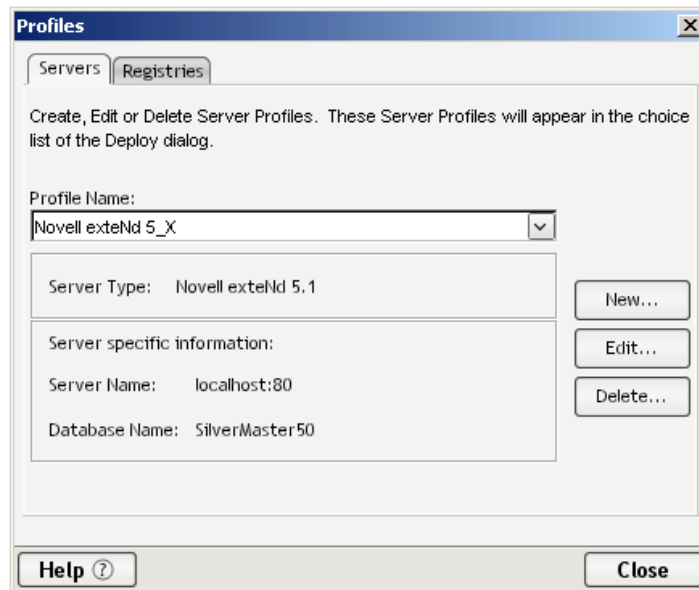 Profiles
Servers
Registries
Create, Edit or Delete Server Profiles. These Server Profiles will appear in the choice
list of the Deploy dialog.
Profile Name:
Novell exteNd 5_X
Server Type: Novell exteNd 5.1
New...
Server specific information:
Edit...
Server Name: localhost:80
Delete...
Database Name: SilverMaster50
Help ?
Close